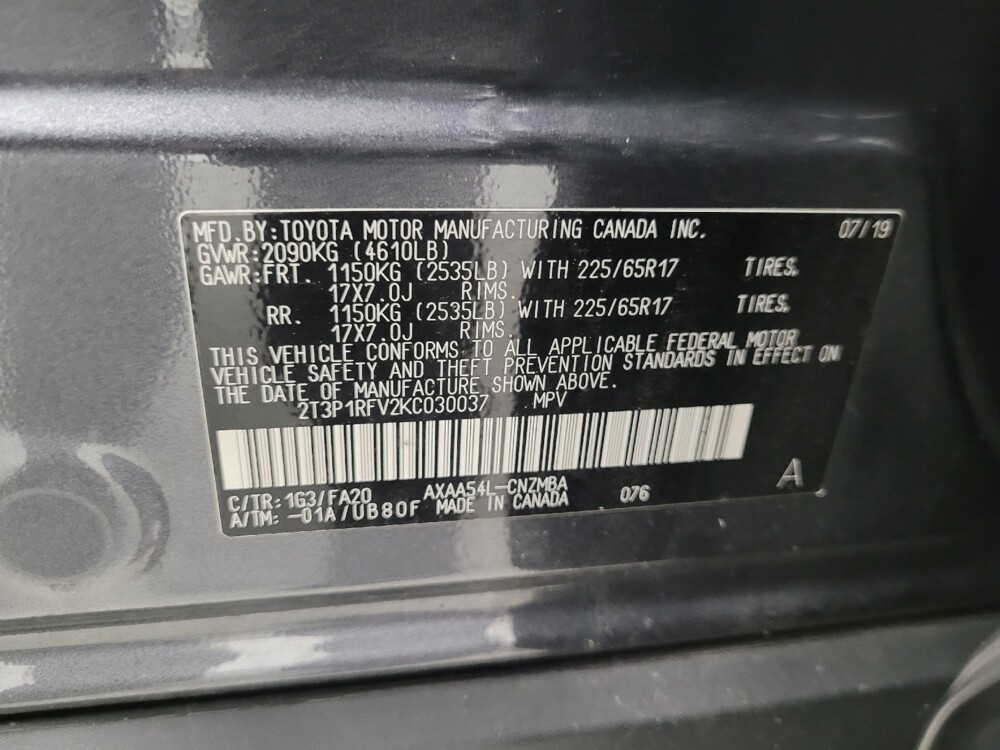 MFD. BY: TOYOTA MOTOR MANUFACTURING CANADA INC. 07/19
GVWR: 2090KG (4610LB)
GAWR: FRT. 1150KG (2535LB) WITH 225/65R17 TIRES.
17X7.0J RIMS.
RR. 1150KG (2535LB) WITH 225/65R17 TIRES.
17X7.0J RIMS.
THIS VEHICLE CONFORMS TO ALL APPLICABLE FEDERAL MOTOR
VEHICLE SAFETY AND THEFT PREVENTION STANDARDS IN EFFECT ON
THE DATE OF MANUFACTURE SHOWN ABOVE.
2T3P1RFV2KC030037 MPV
C/TR: 1G3/FA20 AXAA54L-CNZMBA 076 A
A/TM: -01A/UB80F MADE IN CANADA